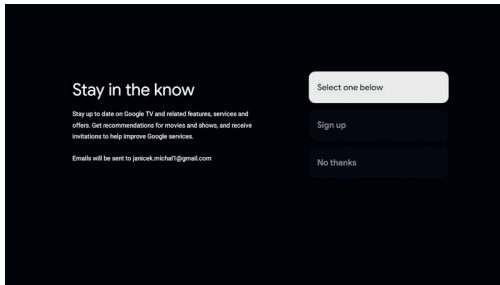 Stay in the know
Stay up to date on Google TV and related features, services and
offers. Get recommendations for movies and shows, and receive
invitations to help improve Google services.
Emails will be sent to janicek.michal1@gmail.com
Select one below
Sign up
No thanks